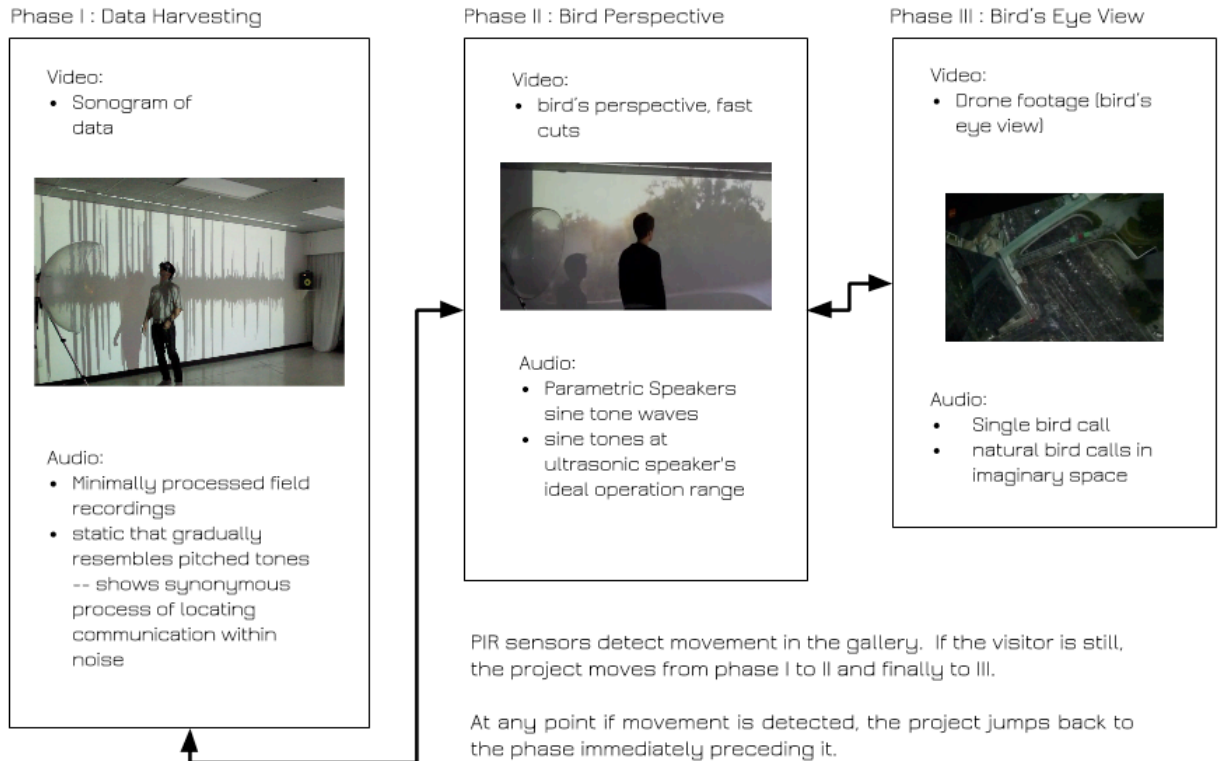 Phase I : Data Harvesting
Video:
• Sonogram of
data
Audio:
• Minimally processed field
recordings
• static that gradually
resembles pitched tones
-- shows synonymous
process of locating
communication within
noise
Phase II : Bird Perspective
Video:
• bird's perspective, fast
cuts
Audio:
• Parametric Speakers
sine tone waves
• sine tones at
ultrasonic speaker's
ideal operation range
Phase III : Bird's Eye View
Video:
• Drone footage (bird's
eye view)
Audio:
• Single bird call
• natural bird calls in
imaginary space
PIR sensors detect movement in the gallery. If the visitor is still,
the project moves from phase I to II and finally to III.
At any point if movement is detected, the project jumps back to
the phase immediately preceding it.